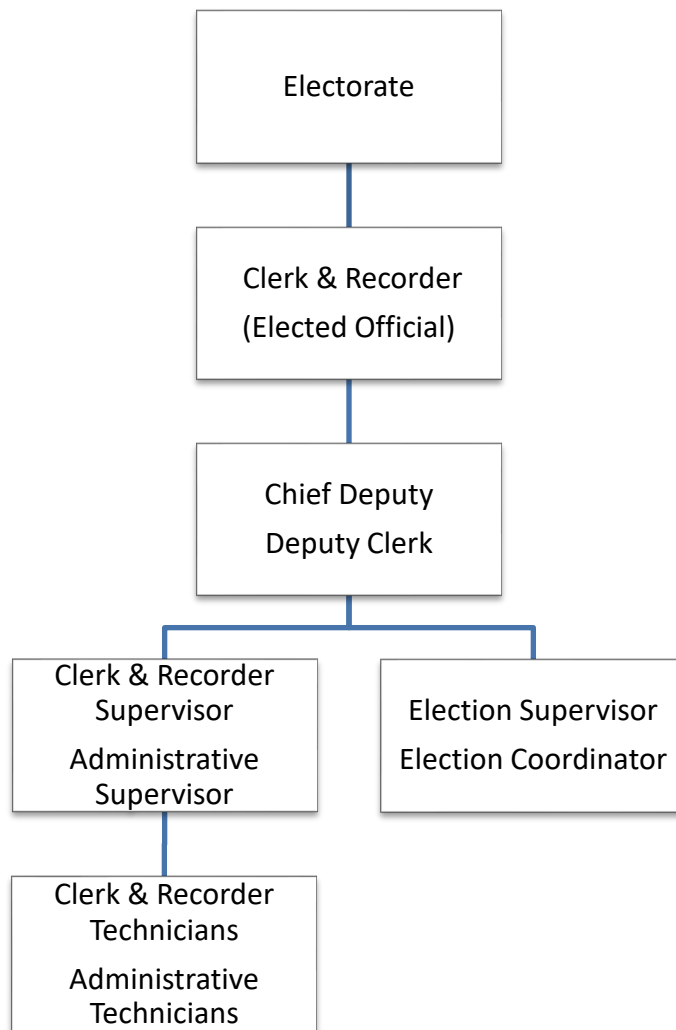 Electorate
Clerk & Recorder
(Elected Official)
Chief Deputy
Deputy Clerk
Clerk & Recorder
Supervisor
Administrative
Supervisor
Election Supervisor
Election Coordinator
Clerk & Recorder
Technicians
Administrative
Technicians